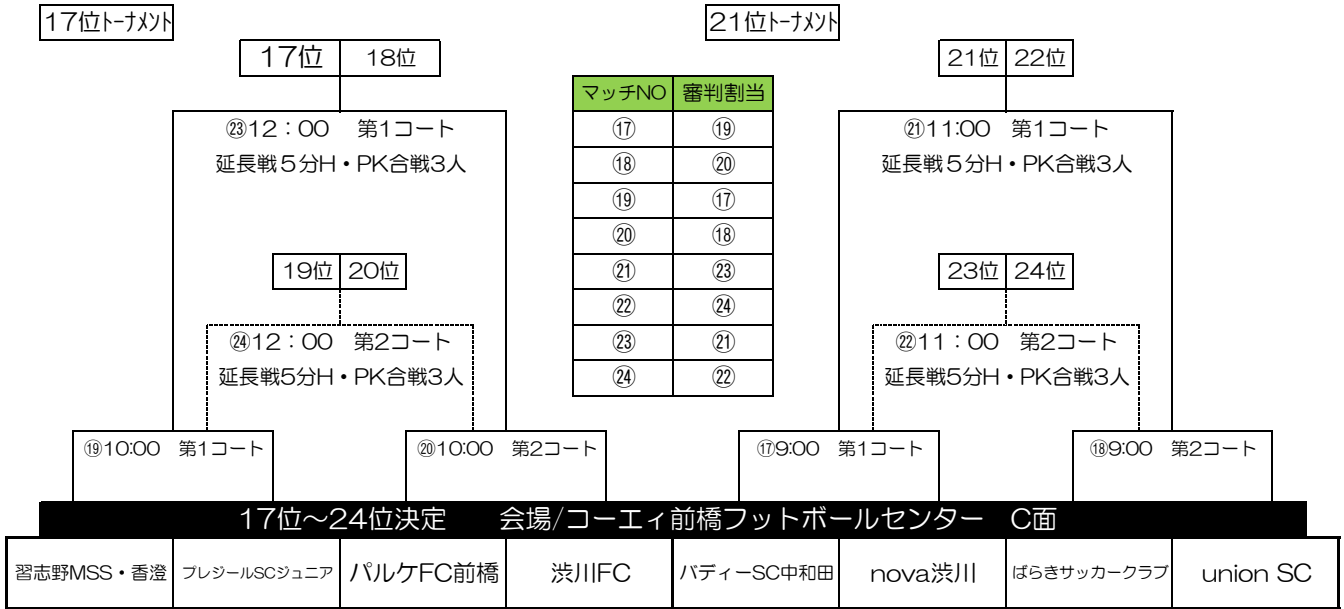 17位トーナメント
21位トーナメント
17位 18位
21位 22位
マッチNO 審判割当
⑰ ⑲
⑱ ⑳
⑲ ⑰
⑳ ⑱
㉑ ㉓
㉒ ㉔
㉓ ㉑
㉔ ㉒
㉓12：00 第1コート
延長戦５分H・PK合戦3人
㉑11:00 第1コート
延長戦５分H・PK合戦3人
19位 20位
23位 24位
㉔12：00 第2コート
延長戦5分H・PK合戦3人
㉒11：00 第2コート
延長戦5分H・PK合戦3人
⑲10:00 第1コート
⑳10:00 第2コート
⑰9:00 第1コート
⑱9:00 第2コート
17位～24位決定 会場/コーエィ前橋フットボールセンター C面
習志野MSS・香澄 プレジールSCジュニア パルケFC前橋 渋川FC バディーSC中和田 nova渋川 ばらきサッカークラブ union SC